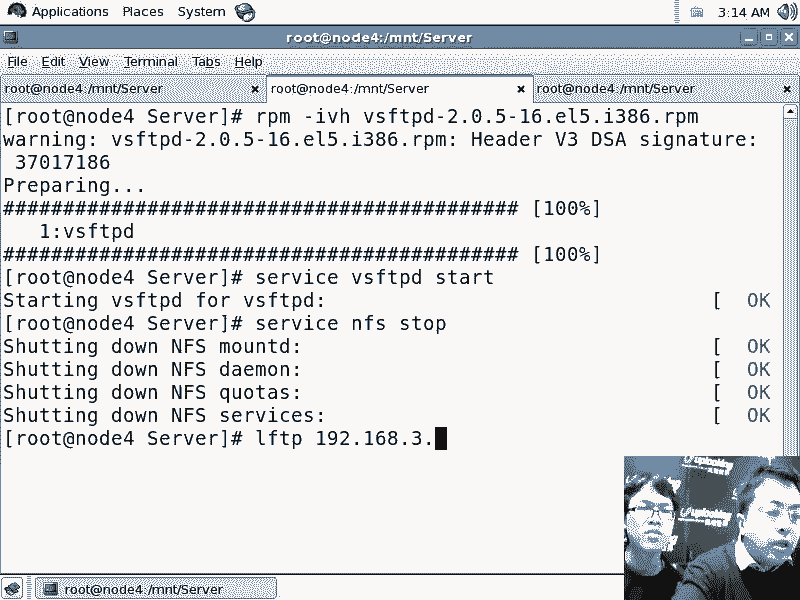 Applications Places System 3:14 AM
root@node4:/mnt/Server
File Edit View Terminal Tabs Help
root@node4:/mnt/Server root@node4:/mnt/Server root@node4:/mnt/Server
[root@node4 Server]# rpm -ivh vsftpd-2.0.5-16.el5.i386.rpm
warning: vsftpd-2.0.5-16.el5.i386.rpm: Header V3 DSA signature:
 37017186
Preparing...
########################################### [100%]
   1:vsftpd
########################################### [100%]
[root@node4 Server]# service vsftpd start
Starting vsftpd for vsftpd: [ OK
[root@node4 Server]# service nfs stop
Shutting down NFS mountd: [ OK
Shutting down NFS daemon: [ OK
Shutting down NFS quotas: [ OK
Shutting down NFS services: [ OK
[root@node4 Server]# lftp 192.168.3.
root@node4:/mnt/Server